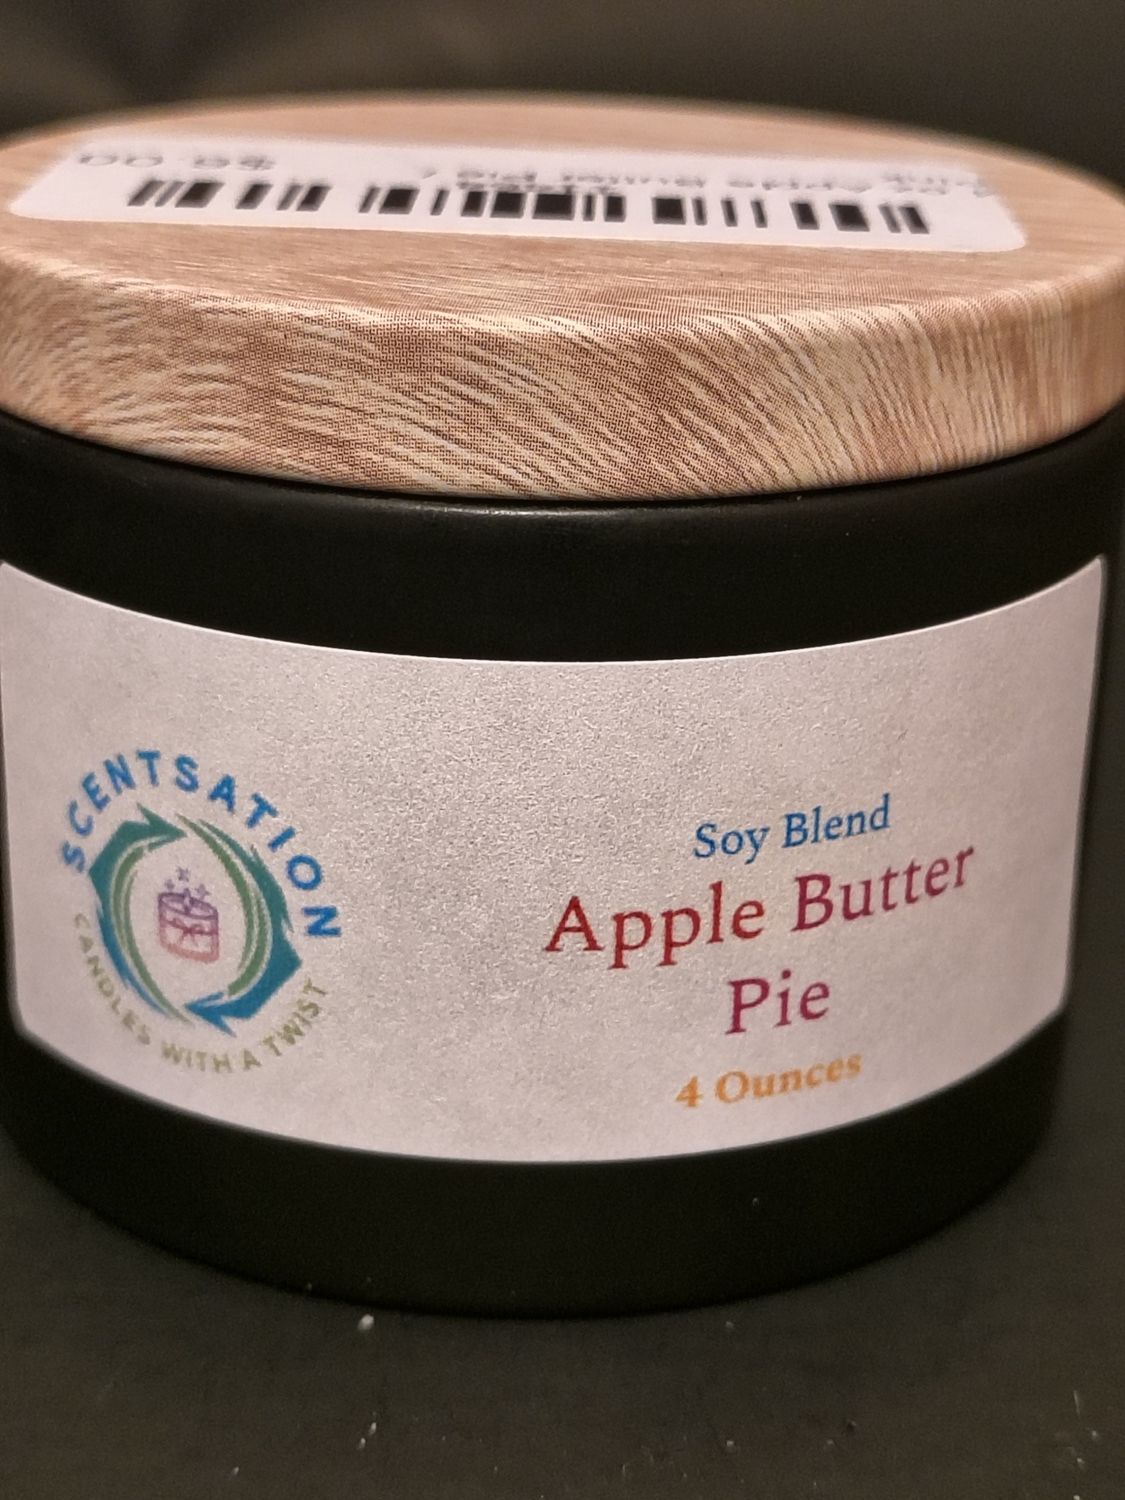 SCENTSATION
CANDLES WITH A TWIST
Soy Blend
Apple Butter
Pie
4 Ounces